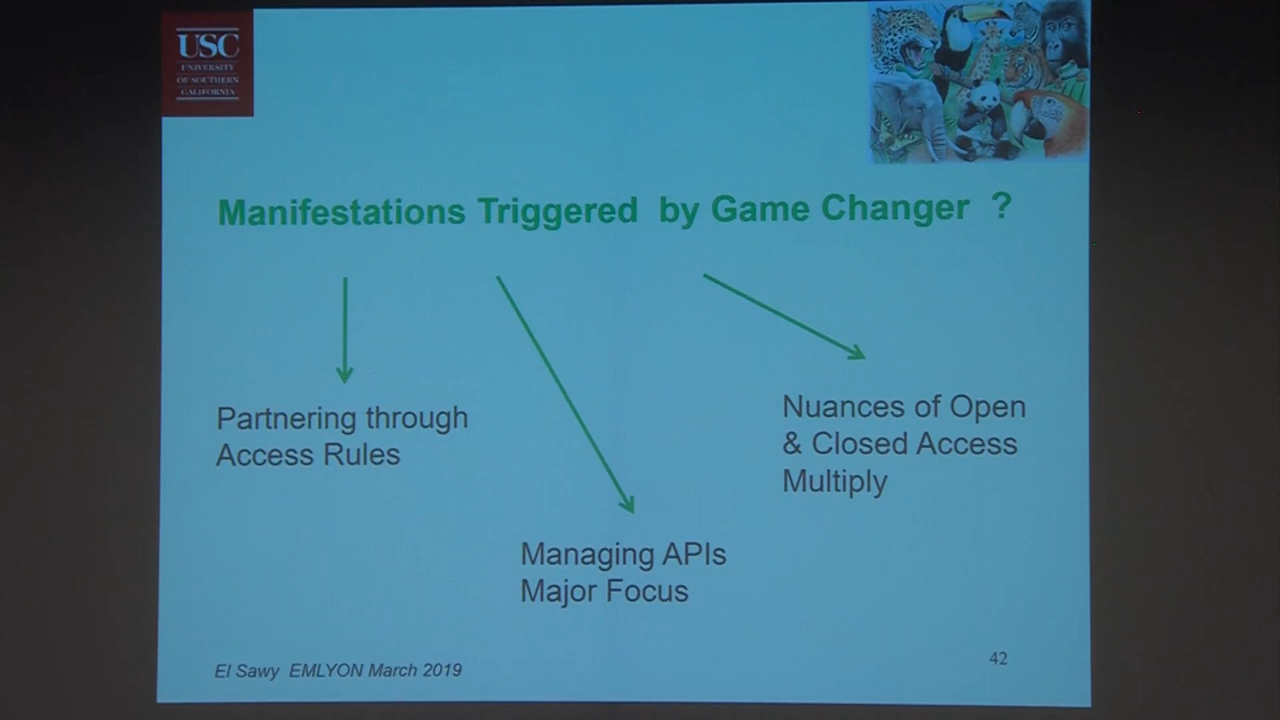 USC
UNIVERSITY
OF SOUTHERN
CALIFORNIA
Manifestations Triggered by Game Changer ?
Partnering through
Access Rules
Nuances of Open
& Closed Access
Multiply
Managing APIs
Major Focus
El Sawy EMLYON March 2019
42